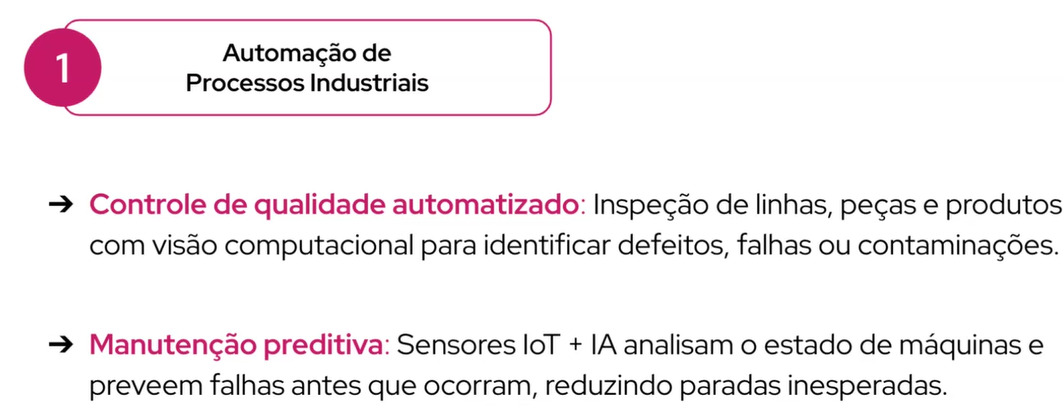 1
Automação de
Processos Industriais
➔ Controle de qualidade automatizado: Inspeção de linhas, peças e produtos
com visão computacional para identificar defeitos, falhas ou contaminações.
➔ Manutenção preditiva: Sensores IoT + IA analisam o estado de máquinas e
preveem falhas antes que ocorram, reduzindo paradas inesperadas.